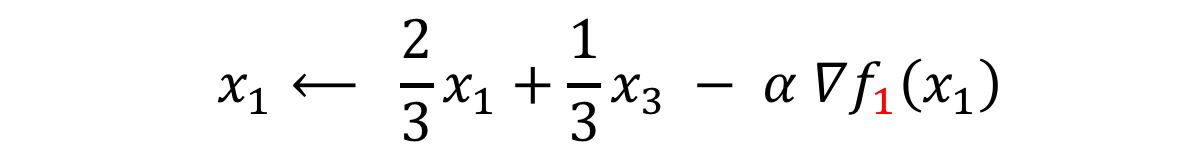 x₁ ⟵ 2/3 x₁ + 1/3 x₃ − α ∇f₁(x₁)